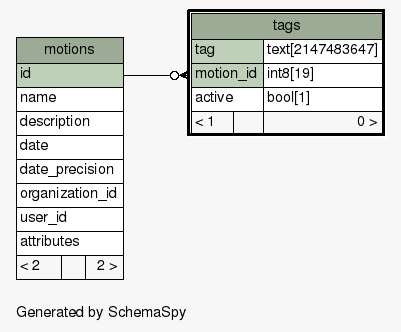 tags
tag text[2147483647]
motion_id int8[19]
active bool[1]
< 1 0 >
motions
id
name
description
date
date_precision
organization_id
user_id
attributes
< 2 2 >
Generated by SchemaSpy